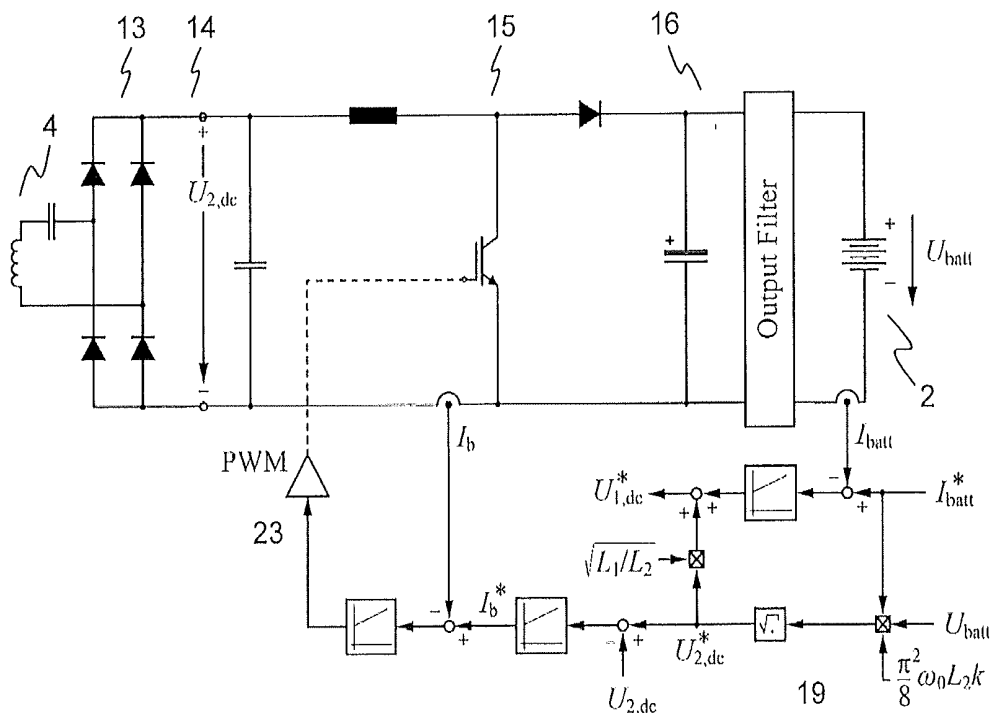 13
14
15
16
4
+
U2,dc
-
+
Output Filter
+
-
Ubatt
2
Ib
Ibatt
PWM
23
U*1,dc
+
+
-
+
I*batt
√L1/L2
-
+
Ib*
-
+
U*2,dc
√·
Ubatt
U2,dc
19
π²/8 ω0L2k